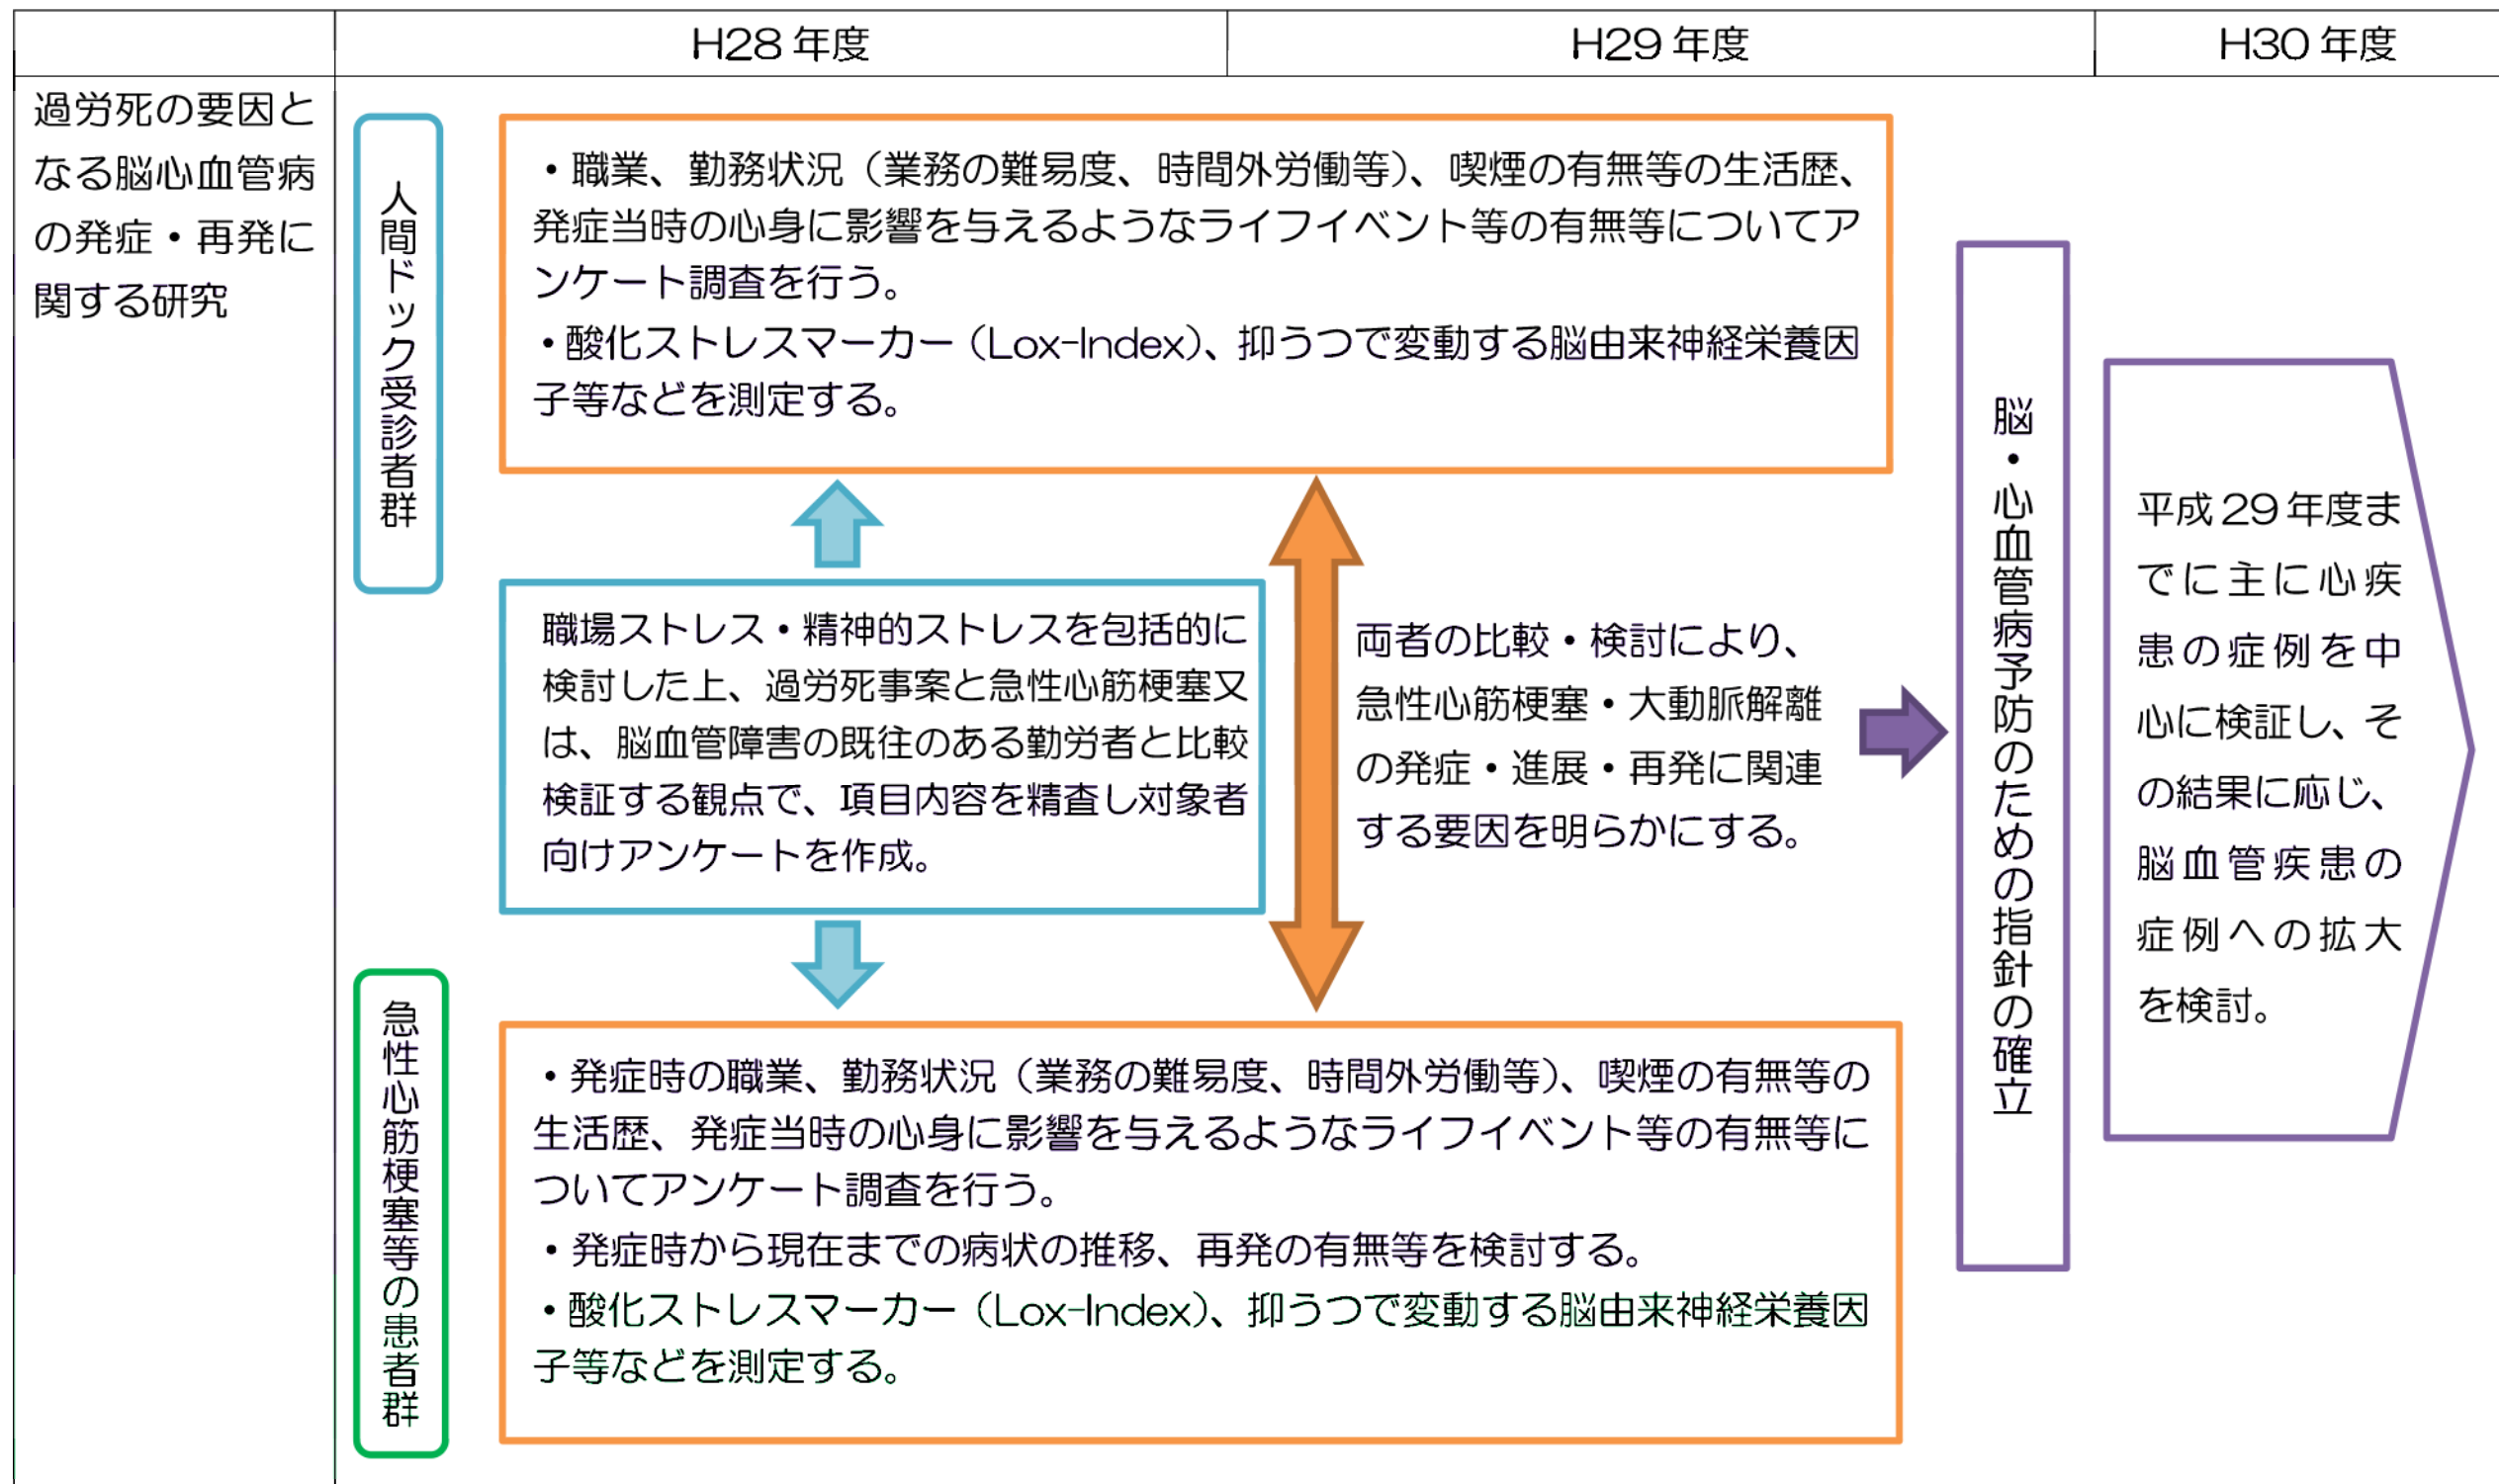 H28 年度
H29 年度
H30 年度
過労死の要因と
なる脳心血管病
の発症・再発に
関する研究
人間ドック受診者群
・職業、勤務状況（業務の難易度、時間外労働等）、喫煙の有無等の生活歴、
発症当時の心身に影響を与えるようなライフイベント等の有無等についてア
ンケート調査を行う。
・酸化ストレスマーカー（Lox-Index）、抑うつで変動する脳由来神経栄養因
子等などを測定する。
職場ストレス・精神的ストレスを包括的に
検討した上、過労死事案と急性心筋梗塞又
は、脳血管障害の既往のある勤労者と比較
検証する観点で、項目内容を精査し対象者
向けアンケートを作成。
両者の比較・検討により、
急性心筋梗塞・大動脈解離
の発症・進展・再発に関連
する要因を明らかにする。
急性心筋梗塞等の患者群
・発症時の職業、勤務状況（業務の難易度、時間外労働等）、喫煙の有無等の
生活歴、発症当時の心身に影響を与えるようなライフイベント等の有無等に
ついてアンケート調査を行う。
・発症時から現在までの病状の推移、再発の有無等を検討する。
・酸化ストレスマーカー（Lox-Index）、抑うつで変動する脳由来神経栄養因
子等などを測定する。
脳・心血管病予防のための指針の確立
平成 29 年度ま
でに主に心疾
患の症例を中
心に検証し、そ
の結果に応じ、
脳血管疾患の
症例への拡大
を検討。